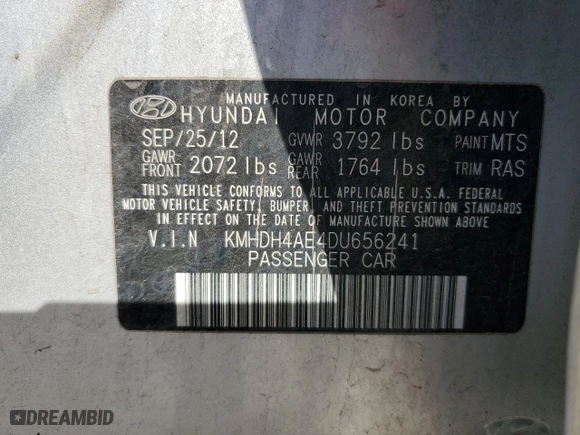 MANUFACTURED IN KOREA BY
HYUNDAI MOTOR COMPANY
SEP/25/12 GVWR 3792 lbs PAINT MTS
GAWR FRONT 2072 lbs GAWR REAR 1764 lbs TRIM RAS
THIS VEHICLE CONFORMS TO ALL APPLICABLE U.S.A. FEDERAL
MOTOR VEHICLE SAFETY, BUMPER, AND THEFT PREVENTION STANDARDS
IN EFFECT ON THE DATE OF MANUFACTURE SHOWN ABOVE.
V.I.N KMHDH4AE4DU656241
PASSENGER CAR
DREAMBID